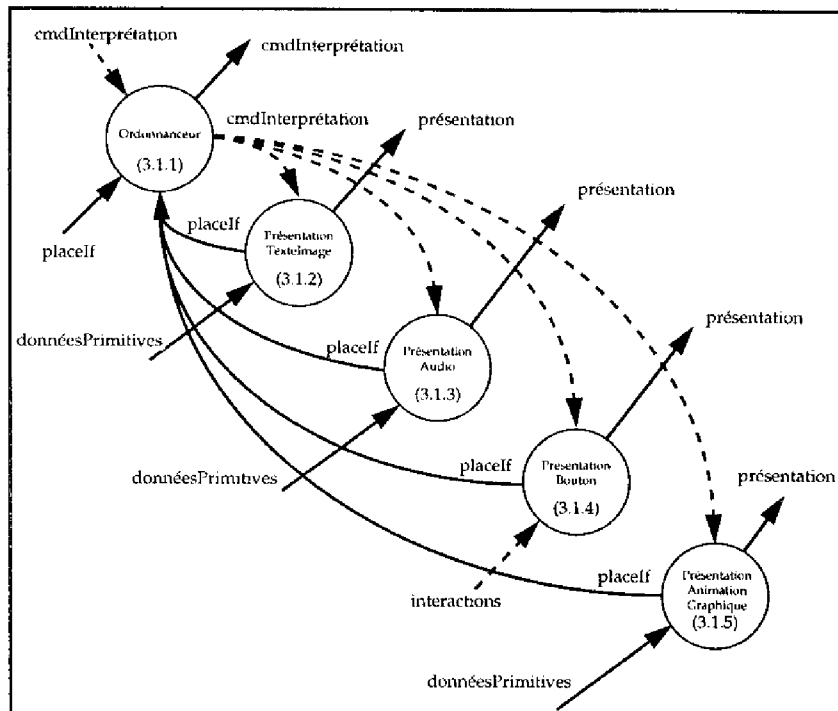 cmdInterprétation
cmdInterprétation
Ordonnanceur
(3.1.1)
cmdInterprétation
présentation
placeIf
placeIf
Présentation
TexteImage
(3.1.2)
présentation
donnéesPrimitives
placeIf
Présentation
Audio
(3.1.3)
présentation
donnéesPrimitives
placeIf
Présentation
Bouton
(3.1.4)
présentation
interactions
placeIf
Présentation
Animation
Graphique
(3.1.5)
donnéesPrimitives